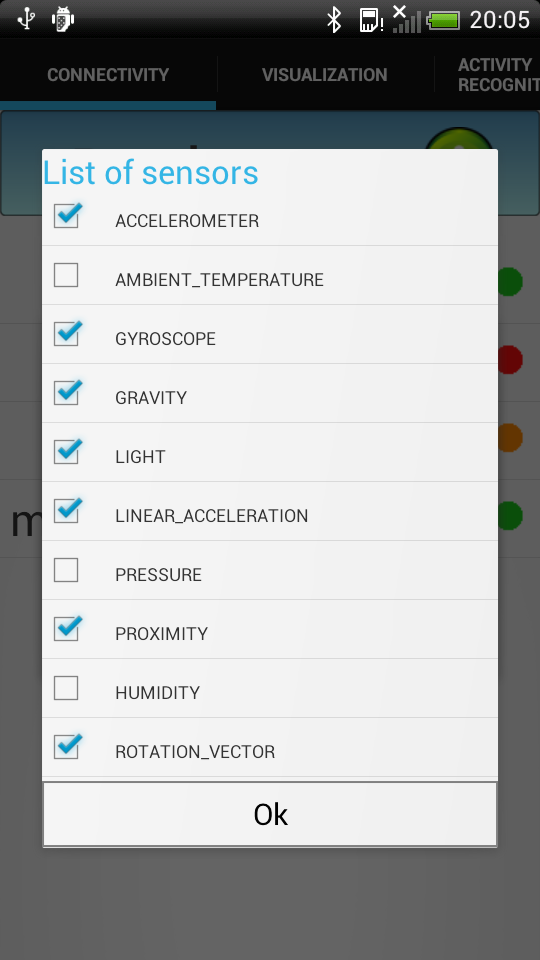 20:05
CONNECTIVITY
VISUALIZATION
ACTIVITY
List of sensors
ACCELEROMETER
AMBIENT_TEMPERATURE
GYROSCOPE
GRAVITY
LIGHT
LINEAR_ACCELERATION
PRESSURE
PROXIMITY
HUMIDITY
ROTATION_VECTOR
Ok